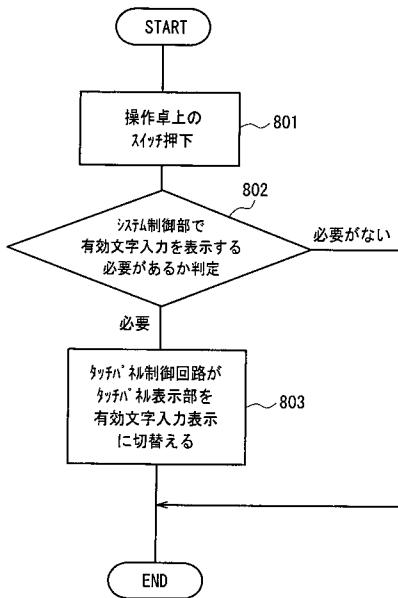 START
操作卓上の
スイッチ押下
801
802
システム制御部で
有効文字入力を表示する
必要があるか判定
必要がない
必要
タッチパネル制御回路が
タッチパネル表示部を
有効文字入力表示
に切替える
803
END